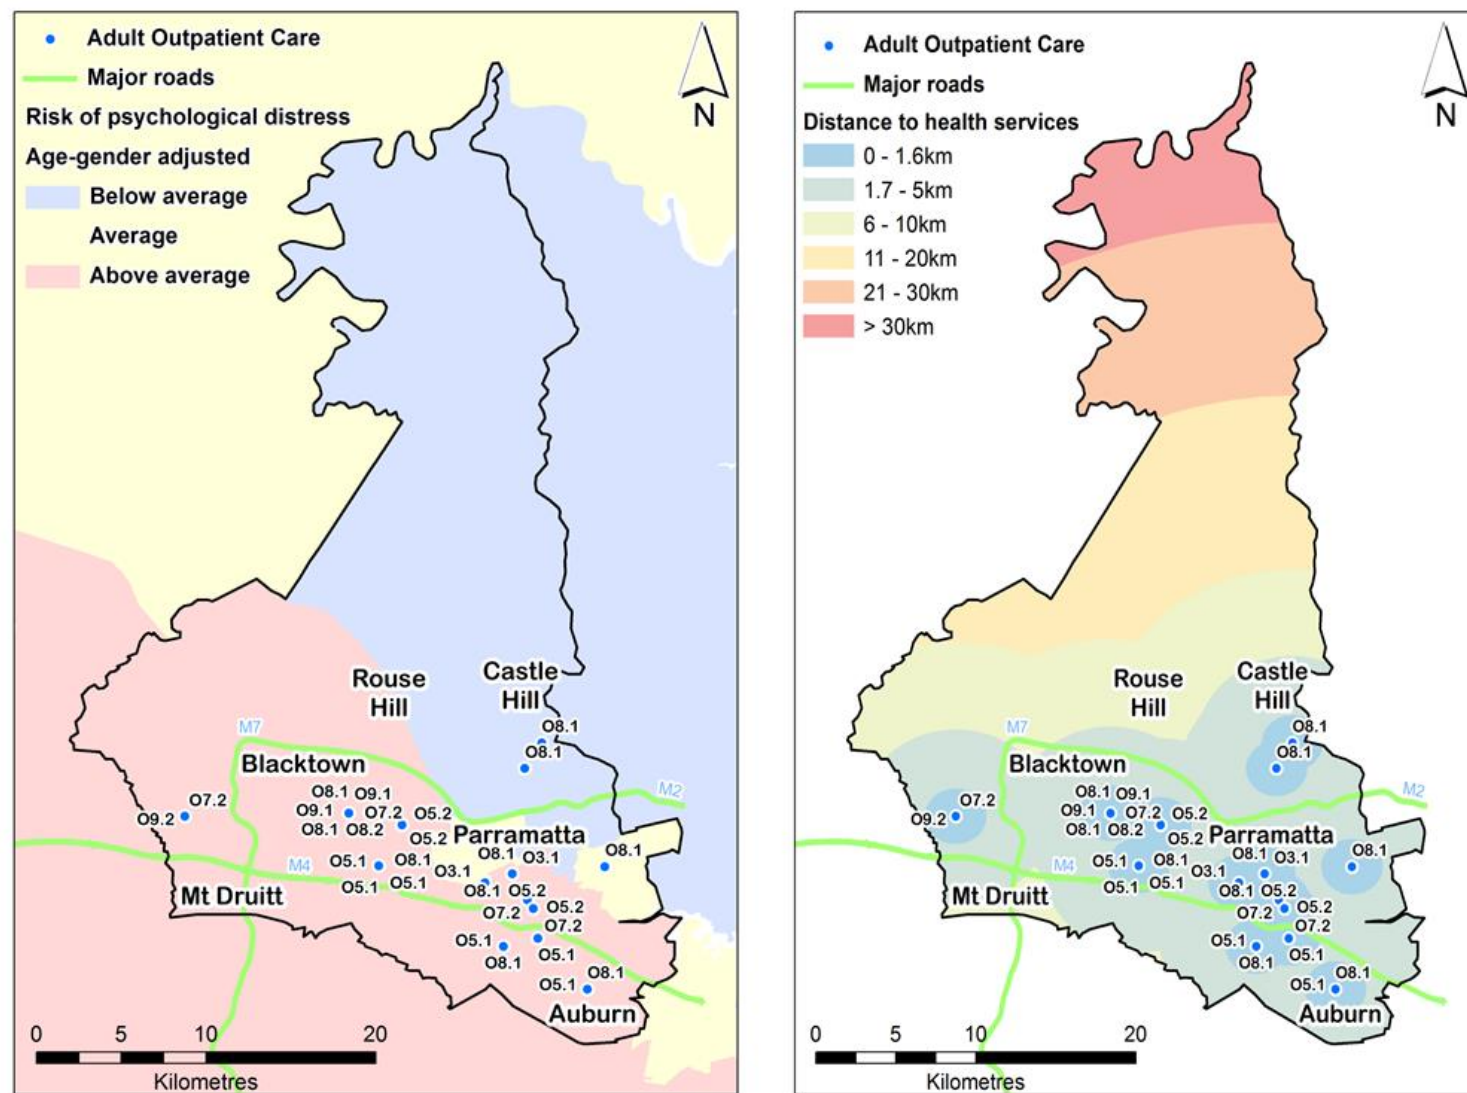 Adult Outpatient Care
Major roads
Risk of psychological distress
Age-gender adjusted
Below average
Average
Above average
N
Rouse
Hill
Castle
Hill
O8.1
O8.1
M7
Blacktown
M2
O7.2
O9.2
O8.1 O9.1
O9.1 O7.2 O5.2
O8.1 O8.2 O5.2
Parramatta
O8.1
O8.1 O3.1
O5.1 O8.1 O3.1
M4
O5.1 O5.1
O8.1 O5.2
Mt Druitt
O7.2 O5.2
O7.2
O5.1 O5.1
O8.1
O8.1
O5.1
Auburn
0 5 10 20
Kilometres
Adult Outpatient Care
Major roads
Distance to health services
0 - 1.6km
1.7 - 5km
6 - 10km
11 - 20km
21 - 30km
> 30km
N
Rouse
Hill
Castle
Hill
O8.1
O8.1
M7
Blacktown
M2
O7.2
O9.2
O8.1 O9.1
O9.1 O7.2 O5.2
O8.1 O8.2 O5.2
Parramatta
O8.1
O8.1 O3.1
O5.1 O8.1 O3.1
M4
O5.1 O5.1
O8.1 O5.2
Mt Druitt
O7.2 O5.2
O7.2
O5.1 O5.1
O8.1
O8.1
O5.1
Auburn
0 5 10 20
Kilometres